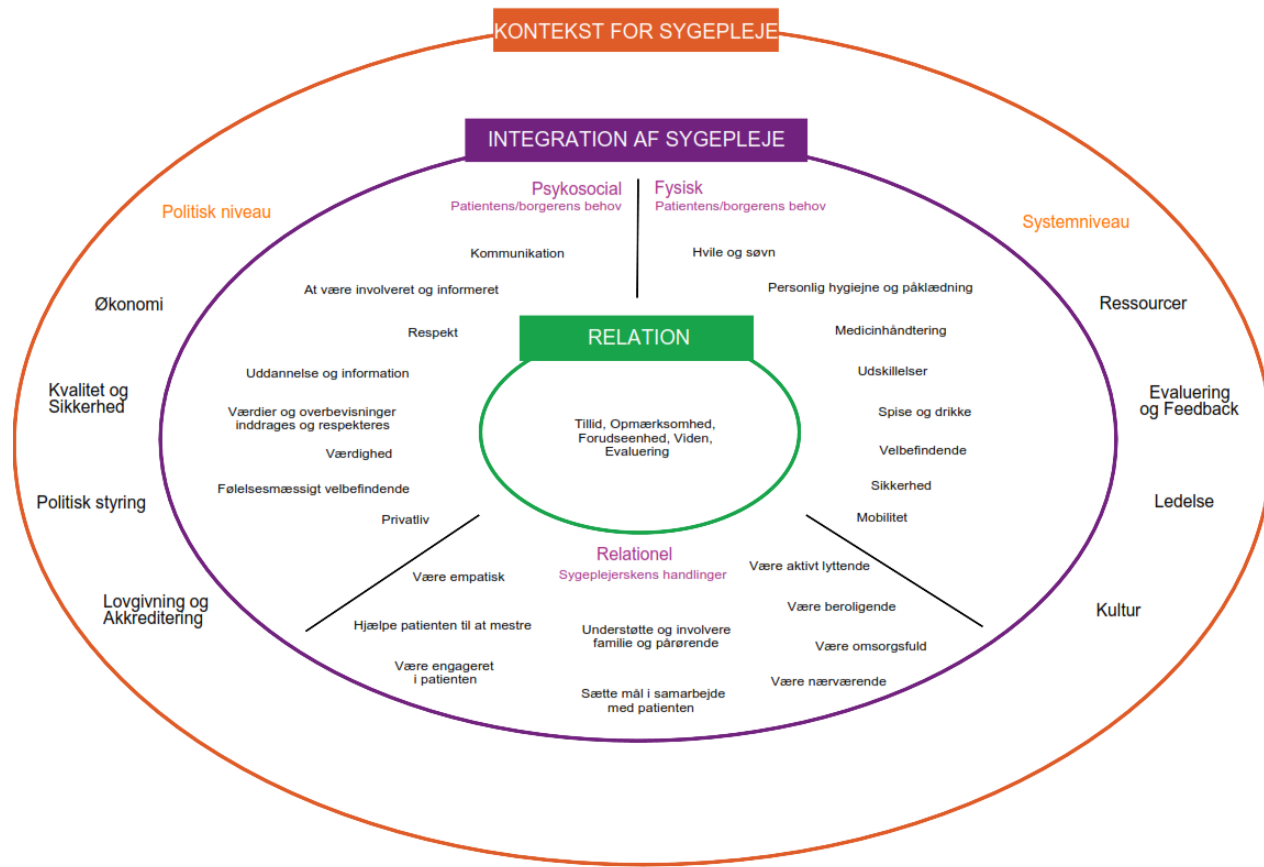 KONTEKST FOR SYGEPLEJE
INTEGRATION AF SYGEPLEJE
Politisk niveau
Økonomi
Kvalitet og
Sikkerhed
Politisk styring
Lovgivning og
Akkreditering
Psykosocial
Patientens/borgerens behov
Kommunikation
At være involveret og informeret
Respekt
Uddannelse og information
Værdier og overbevisninger
inddrages og respekteres
Værdighed
Følelsesmæssigt velbefindende
Privatliv
Fysisk
Patientens/borgerens behov
Hvile og søvn
Personlig hygiejne og påklædning
Medicinhåndtering
Udskillelser
Spise og drikke
Velbefindende
Sikkerhed
Mobilitet
RELATION
Tillid, Opmærksomhed,
Forudseenhed, Viden,
Evaluering
Relationel
Sygeplejerskens handlinger
Være empatisk
Hjælpe patienten til at mestre
Være engageret
i patienten
Understøtte og involvere
familie og pårørende
Sætte mål i samarbejde
med patienten
Være aktivt lyttende
Være beroligende
Være omsorgsfuld
Være nærværende
Systemniveau
Ressourcer
Evaluering
og Feedback
Ledelse
Kultur